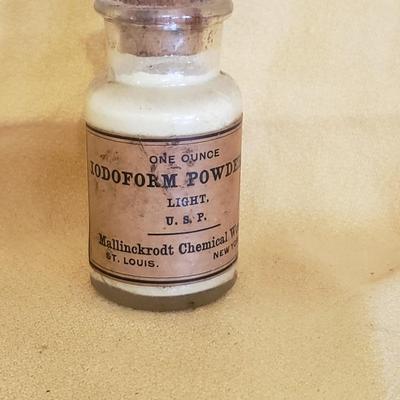 ONE OUNCE
IODOFORM POWDE
LIGHT,
U. S. P.
Mallinckrodt Chemical W
ST. LOUIS. NEW Y